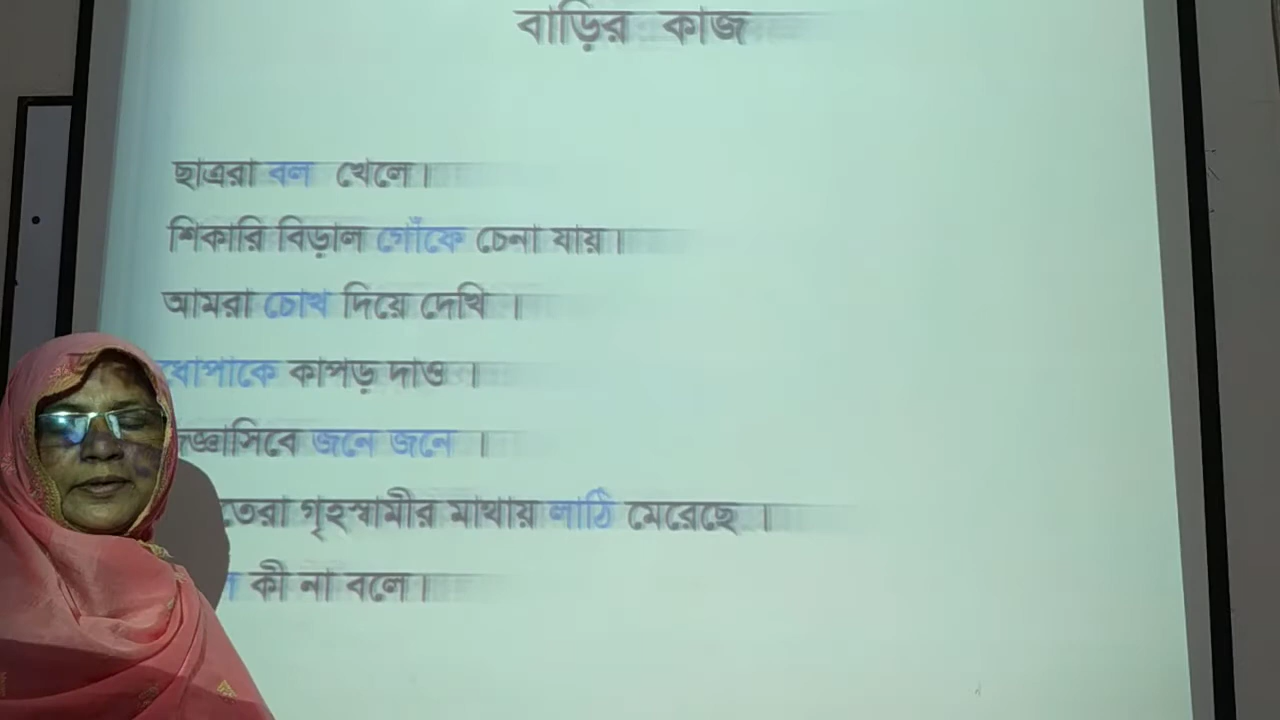 বাড়ির কাজ
ছাত্ররা বল খেলে।
শিকারি বিড়াল গোঁফে চেনা যায়।
আমরা চোখ দিয়ে দেখি ।
ধোপাকে কাপড় দাও ।
জনে জনে ।
গৃহস্বামীর মাথায় লাঠি মেরেছে ।
কী না বলে।